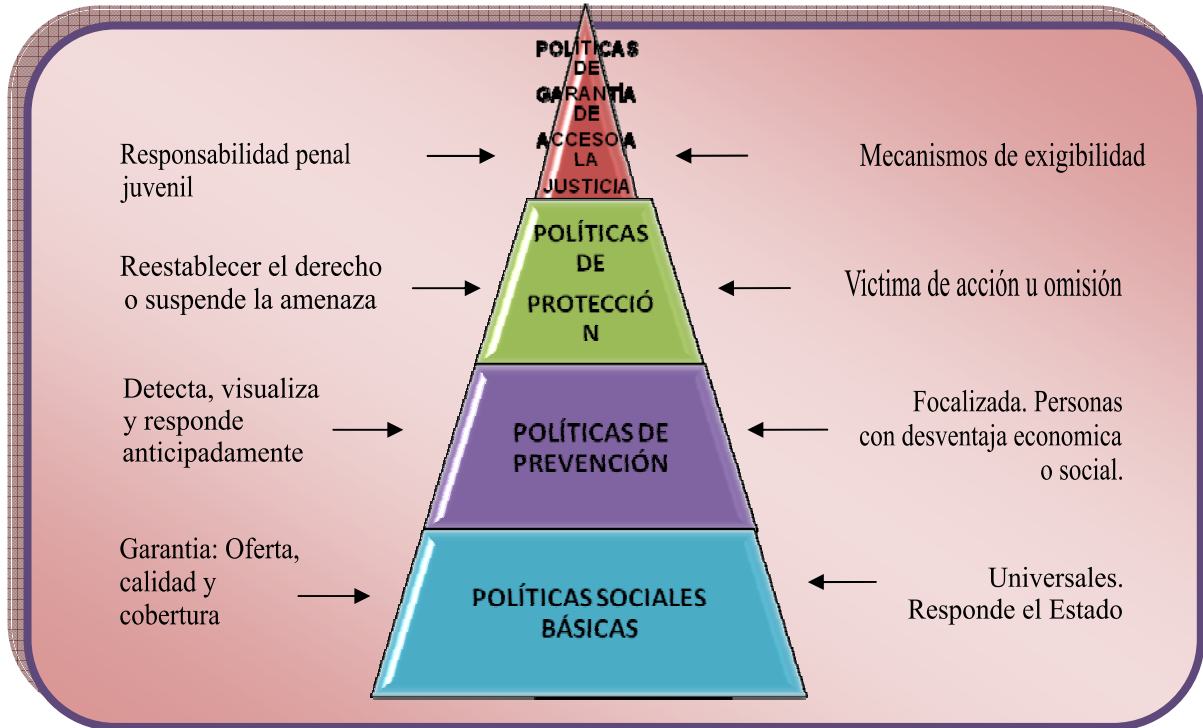 POLÍTICAS
DE
GARANTÍA
DE
ACCESO A
LA
JUSTICIA
Responsabilidad penal
juvenil
Mecanismos de exigibilidad
POLÍTICAS
DE
PROTECCIÓ
N
Reestablecer el derecho
o suspende la amenaza
Victima de acción u omisión
Detecta, visualiza
y responde
anticipadamente
POLÍTICAS DE
PREVENCIÓN
Focalizada. Personas
con desventaja economica
o social.
Garantia: Oferta,
calidad y
cobertura
POLÍTICAS SOCIALES
BÁSICAS
Universales.
Responde el Estado